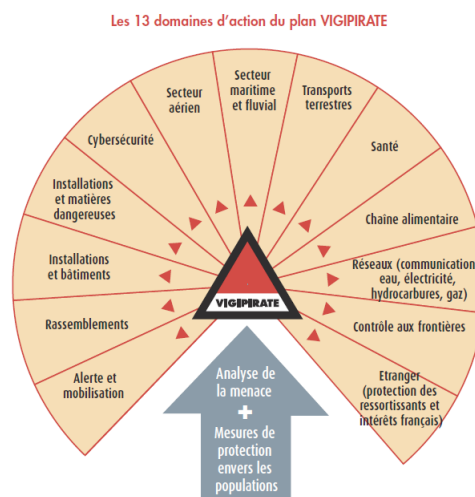 Les 13 domaines d'action du plan VIGIPIRATE
Alerte et
mobilisation
Rassemblements
Installations
et bâtiments
Installations
et matières
dangereuses
Cybersécurité
Secteur
aérien
Secteur
maritime
et fluvial
Transports
terrestres
Santé
Chaîne alimentaire
Réseaux (communication,
eau, électricité,
hydrocarbures, gaz)
Contrôle aux frontières
Etranger
(protection des
ressortissants et
intérêts français)
VIGIPIRATE
Analyse de
la menace
+
Mesures de
protection
envers les
populations